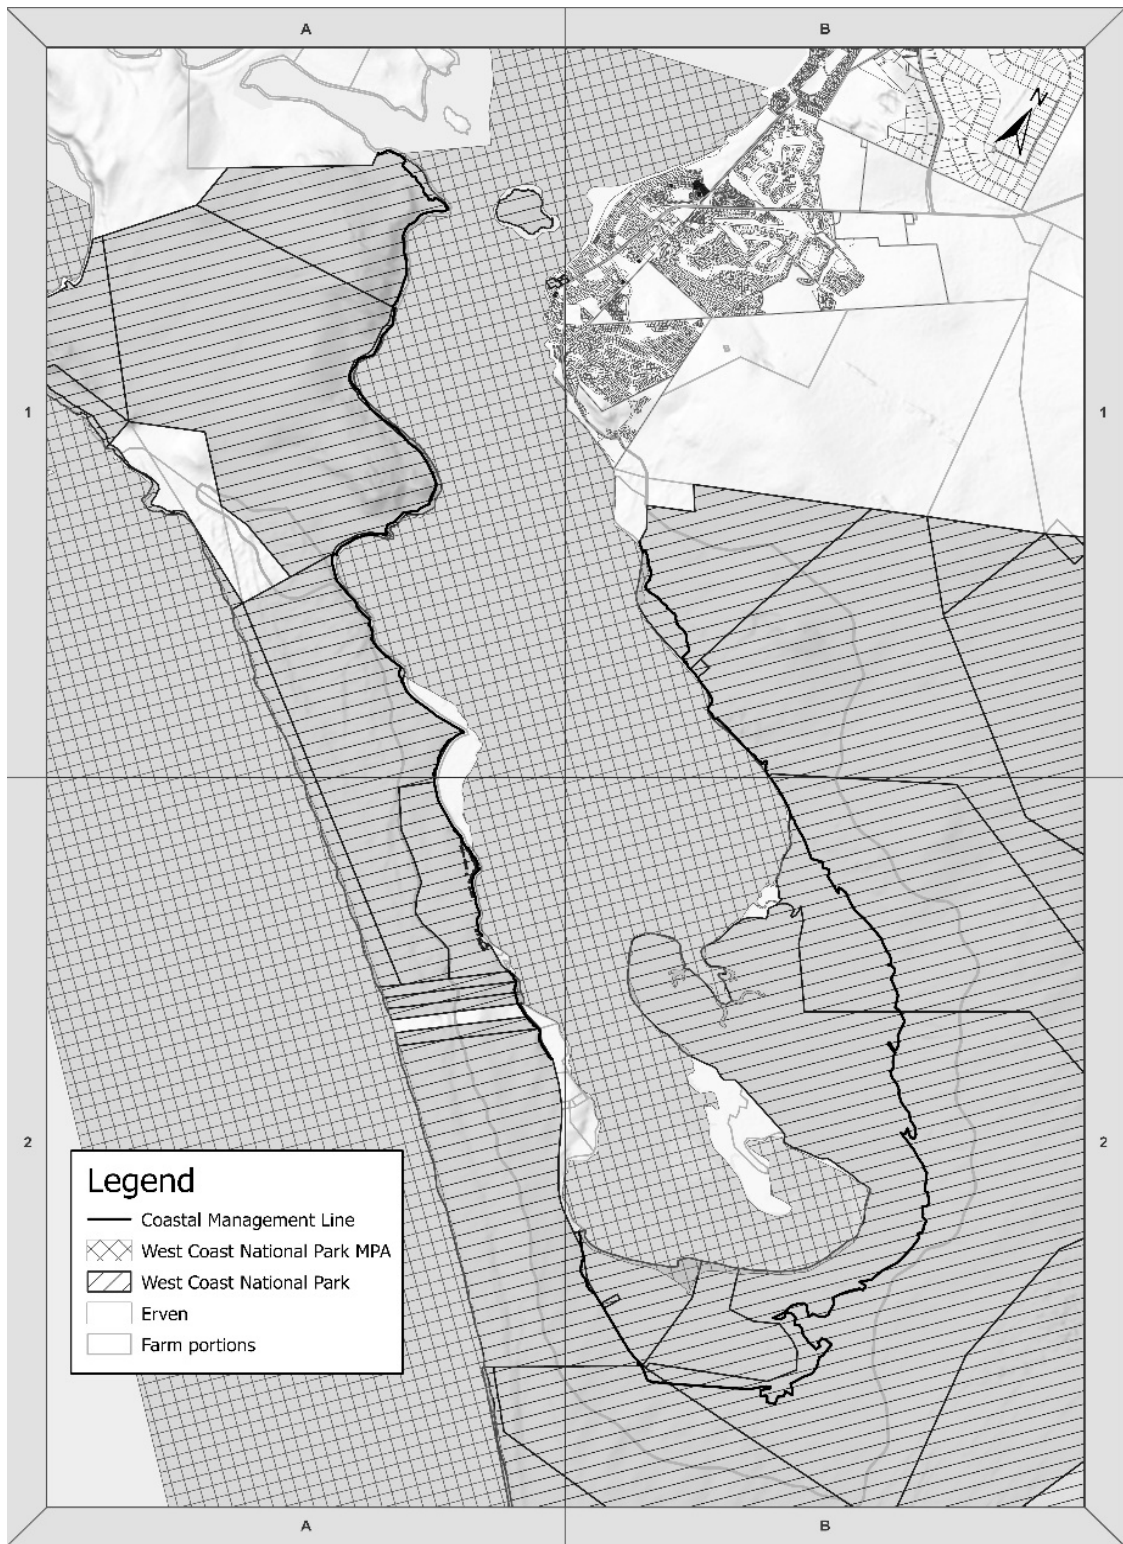 A
B
N
1
1
2
2
Legend
Coastal Management Line
West Coast National Park MPA
West Coast National Park
Erven
Farm portions
A
B